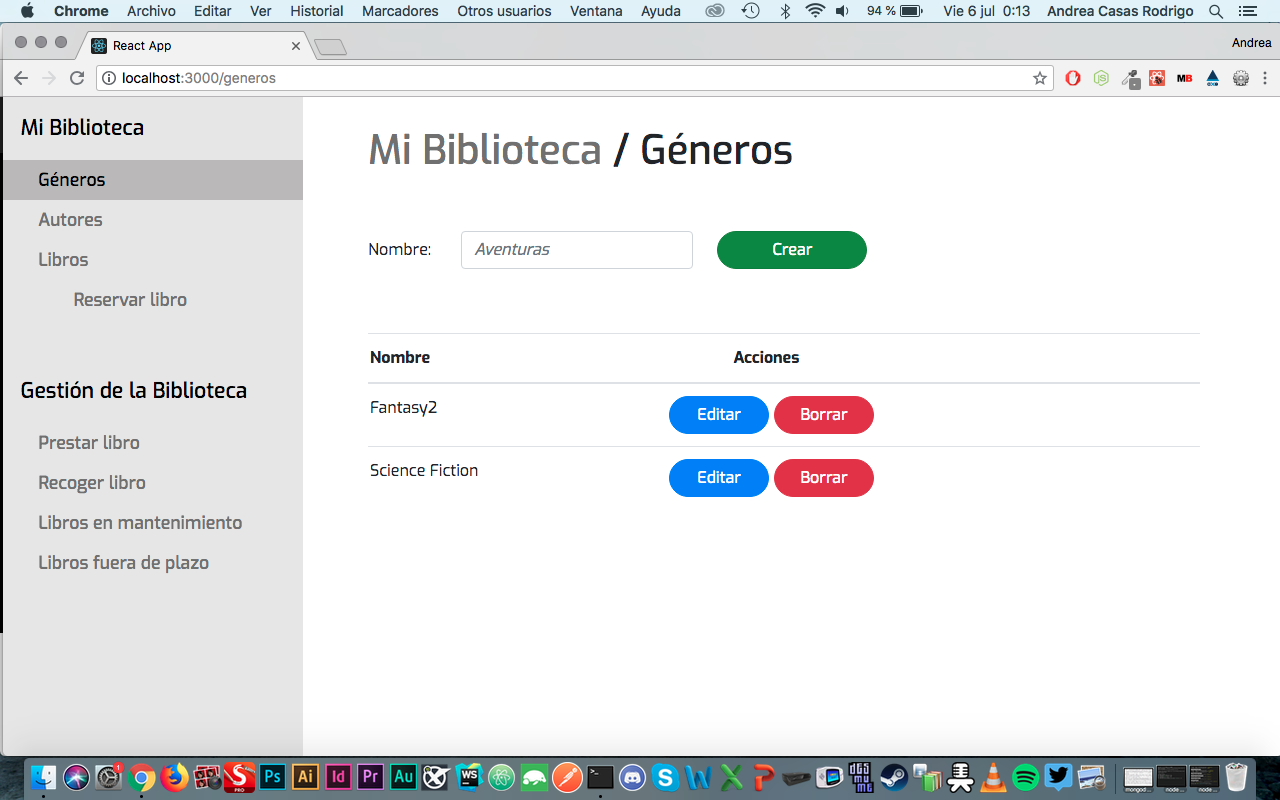 Chrome Archivo Editar Ver Historial Marcadores Otros usuarios Ventana Ayuda 94 % Vie 6 jul 0:13 Andrea Casas Rodrigo
React App Andrea
localhost:3000/generos
MB
Mi Biblioteca
Géneros
Autores
Libros
Reservar libro
Gestión de la Biblioteca
Prestar libro
Recoger libro
Libros en mantenimiento
Libros fuera de plazo
Mi Biblioteca / Géneros
Nombre: Aventuras Crear
Nombre Acciones
Fantasy2 Editar Borrar
Science Fiction Editar Borrar
1 S PRO Ps Ai Id Pr Au WS S W X P